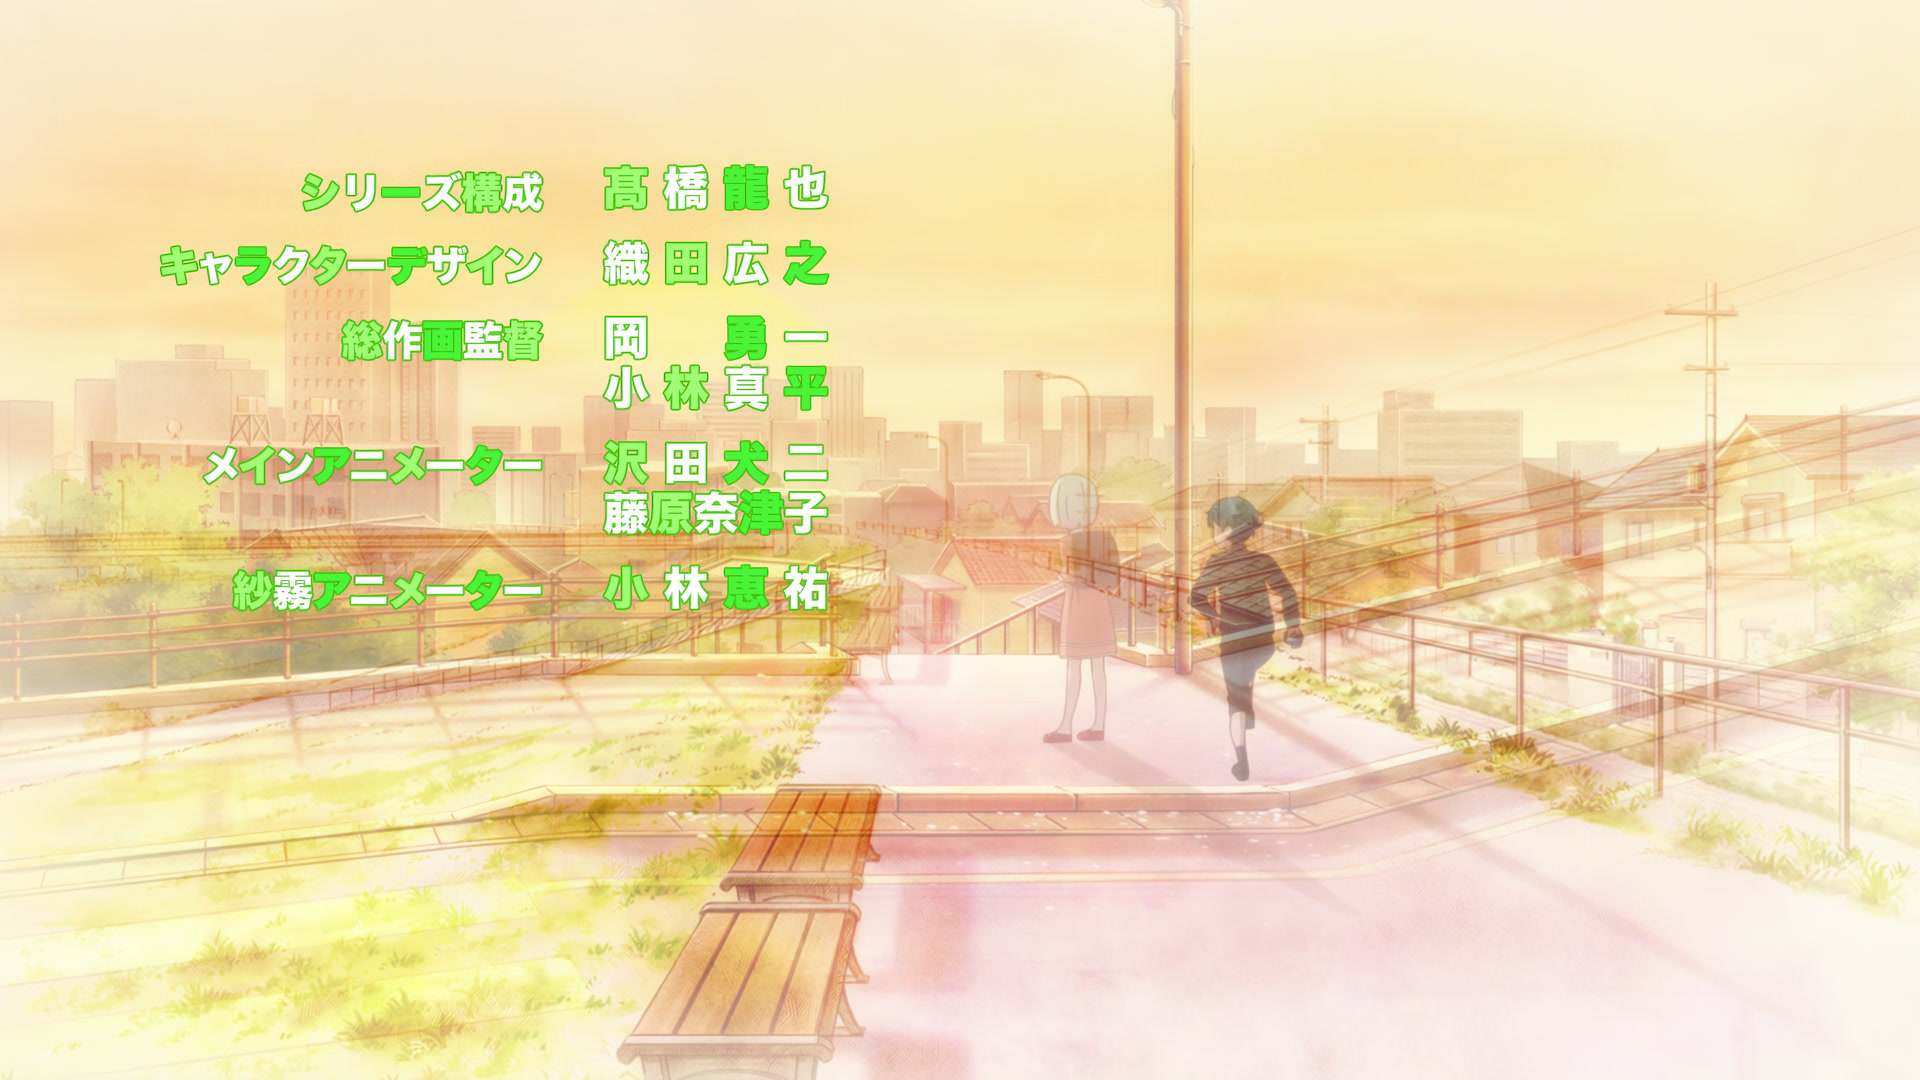 シリーズ構成 髙橋龍也
キャラクターデザイン 織田広之
総作画監督 岡 勇一
小林真平
メインアニメーター 沢田犬二
藤原奈津子
紗霧アニメーター 小林恵祐